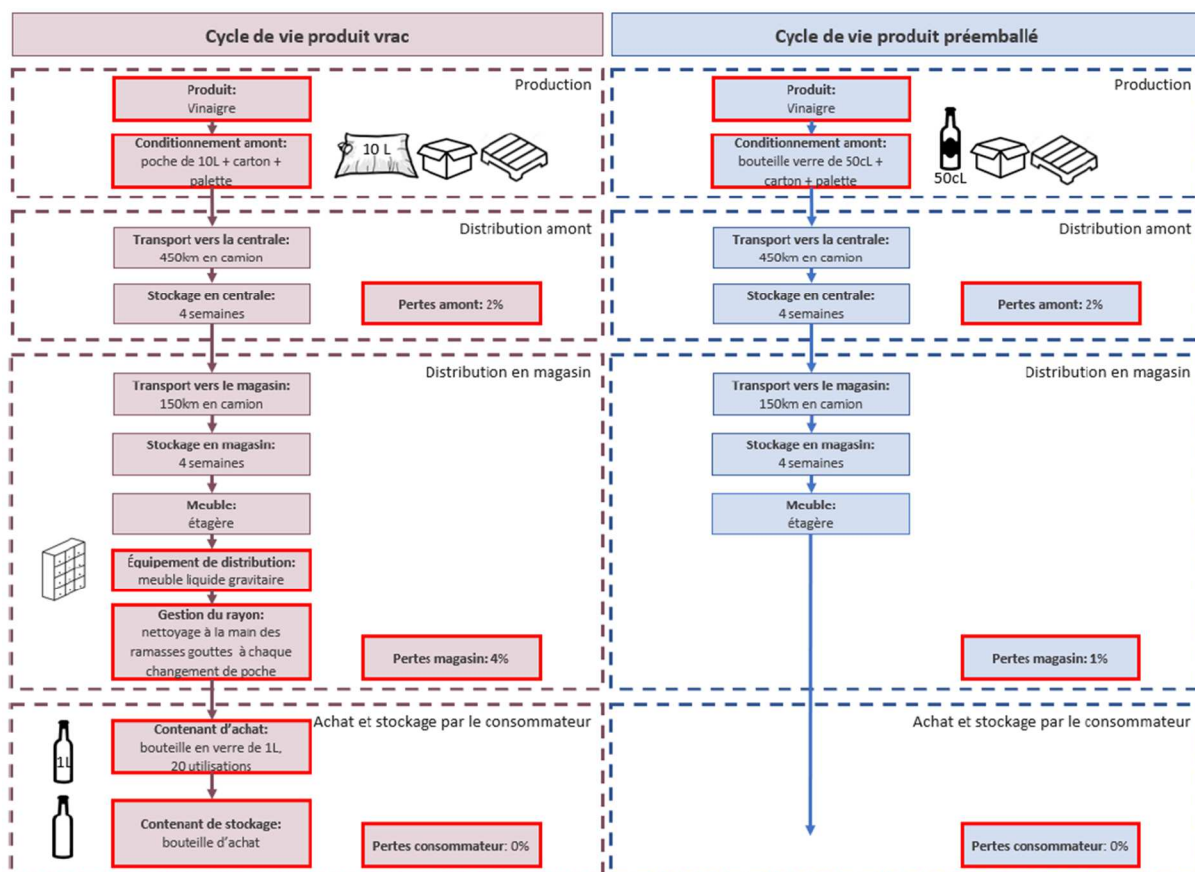 Cycle de vie produit vrac
Production
Produit:
Vinaigre
Conditionnement amont:
poche de 10L + carton +
palette
10 L
Distribution amont
Transport vers la centrale:
450km en camion
Stockage en centrale:
4 semaines
Pertes amont: 2%
Distribution en magasin
Transport vers le magasin:
150km en camion
Stockage en magasin:
4 semaines
Meuble:
étagère
Équipement de distribution:
meuble liquide gravitaire
Gestion du rayon:
nettoyage à la main des
ramasses gouttes à chaque
changement de poche
Pertes magasin: 4%
Achat et stockage par le consommateur
Contenant d'achat:
bouteille en verre de 1L,
20 utilisations
1L
Contenant de stockage:
bouteille d'achat
Pertes consommateur: 0%
Cycle de vie produit préemballé
Production
Produit:
Vinaigre
Conditionnement amont:
bouteille verre de 50cL +
carton + palette
50cL
Distribution amont
Transport vers la centrale:
450km en camion
Stockage en centrale:
4 semaines
Pertes amont: 2%
Distribution en magasin
Transport vers le magasin:
150km en camion
Stockage en magasin:
4 semaines
Meuble:
étagère
Pertes magasin: 1%
Achat et stockage par le consommateur
Pertes consommateur: 0%